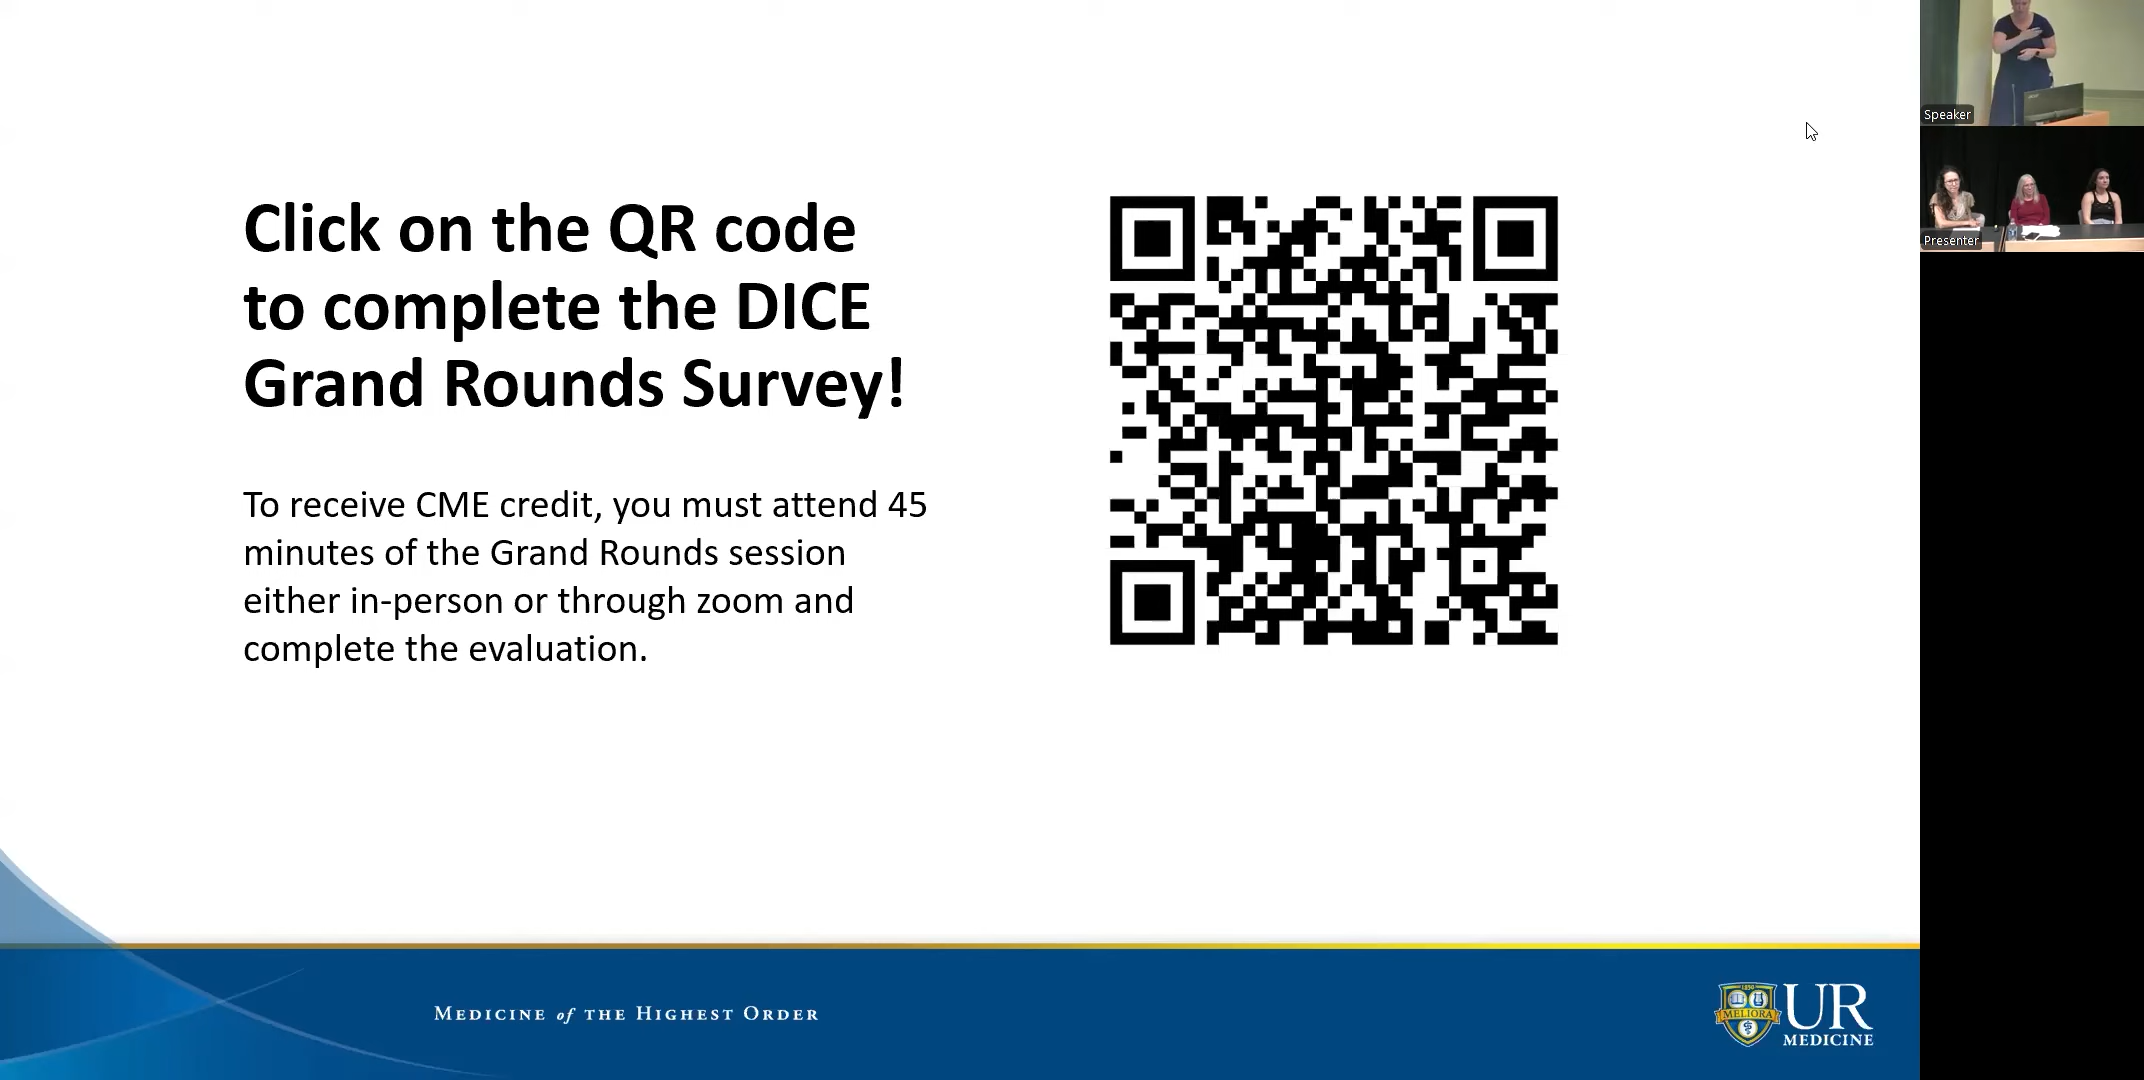 Click on the QR code
to complete the DICE
Grand Rounds Survey!
To receive CME credit, you must attend 45
minutes of the Grand Rounds session
either in-person or through zoom and
complete the evaluation.
Speaker
Presenter
MEDICINE of THE HIGHEST ORDER
1850
MELIORA
UR
MEDICINE